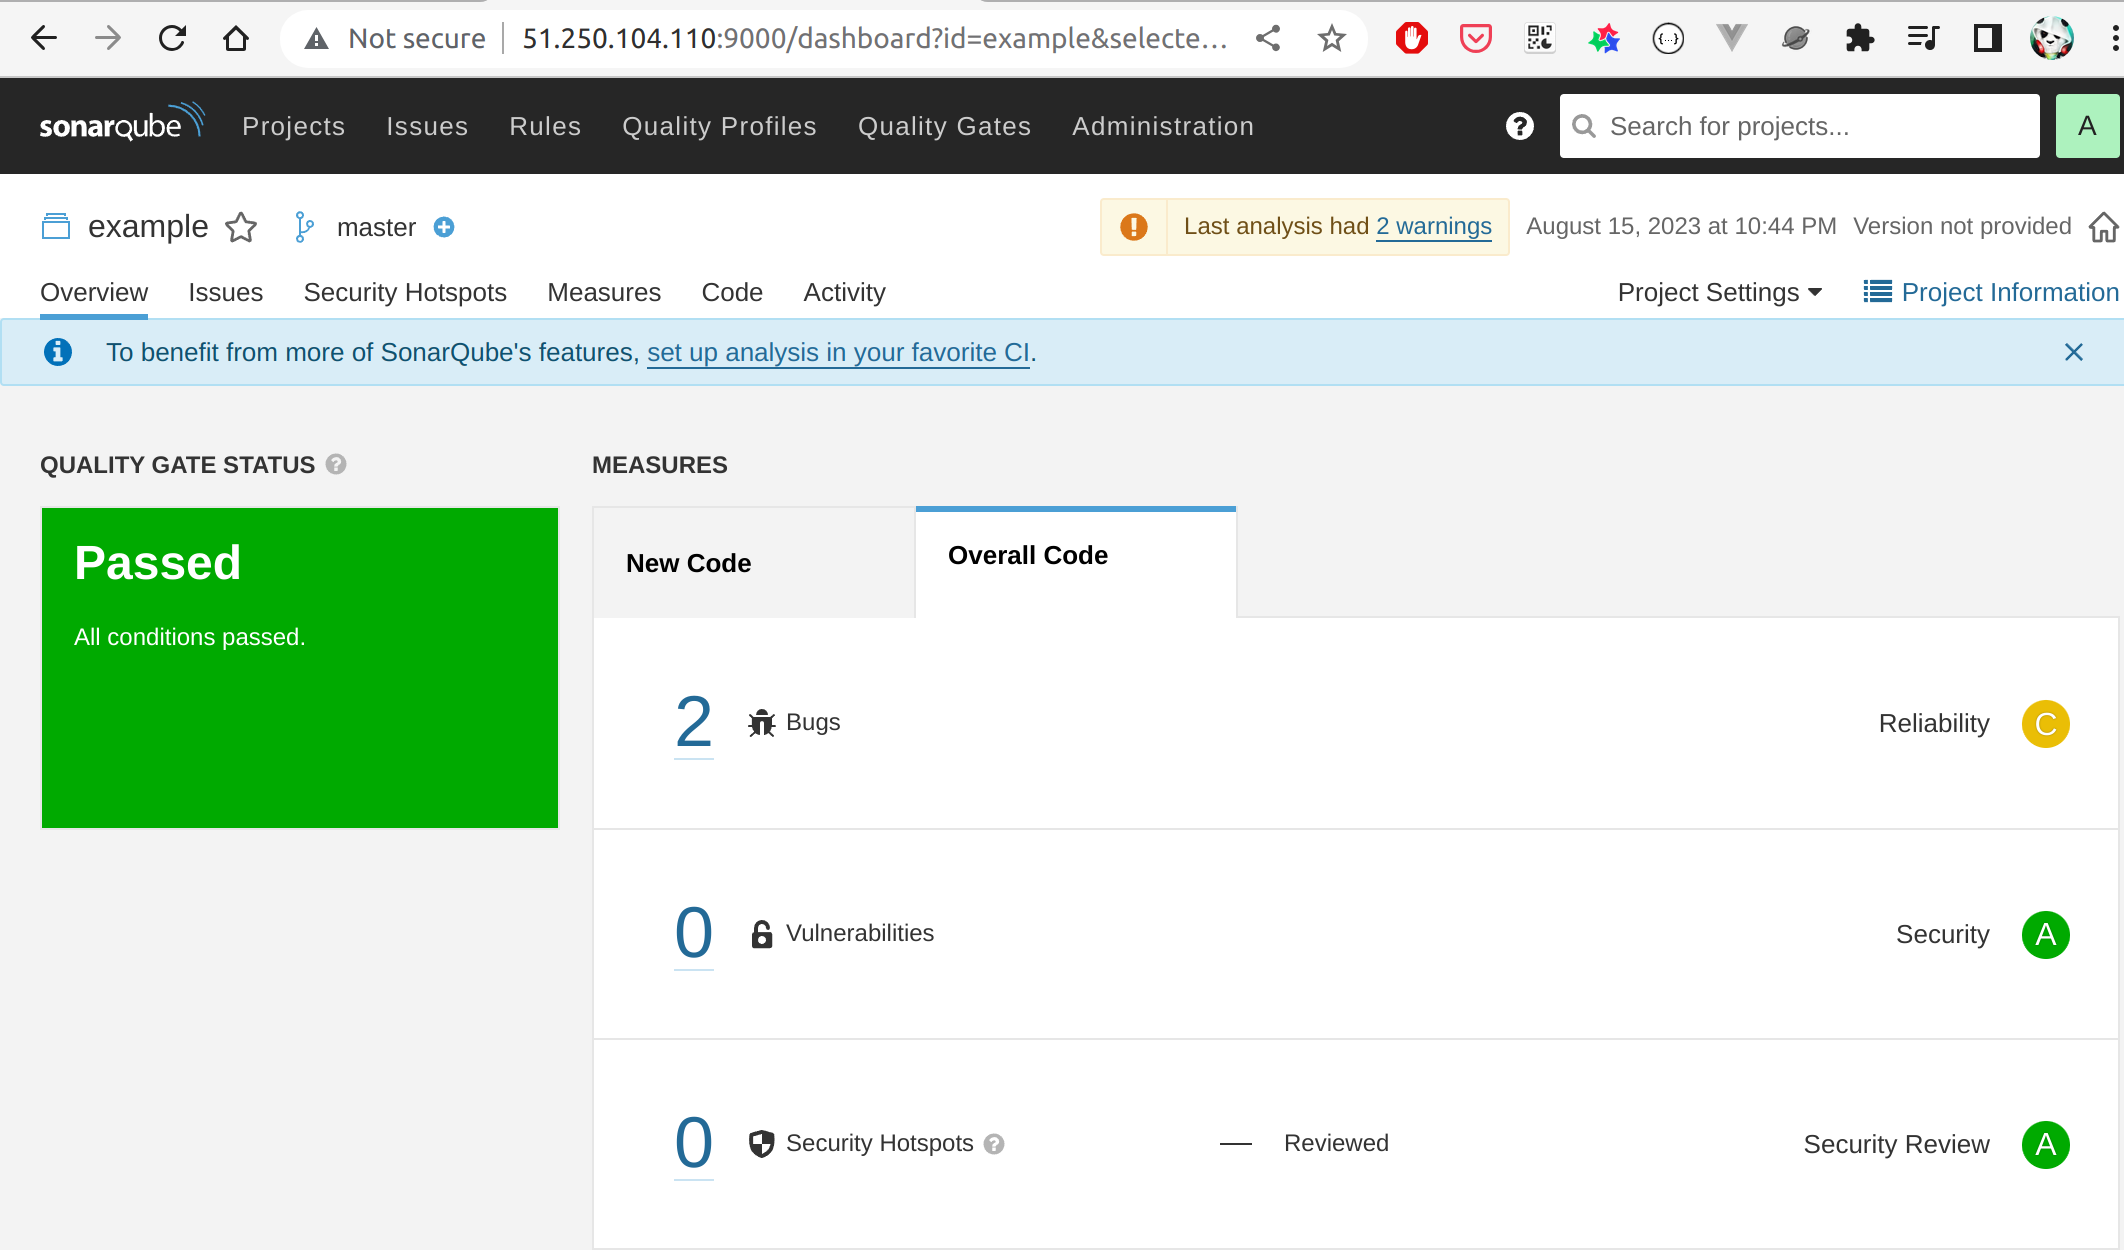 Not secure 51.250.104.110:9000/dashboard?id=example&selecte...
{...}
sonarqube Projects Issues Rules Quality Profiles Quality Gates Administration ? Search for projects... A
example master Last analysis had 2 warnings August 15, 2023 at 10:44 PM Version not provided
Overview Issues Security Hotspots Measures Code Activity Project Settings Project Information
To benefit from more of SonarQube's features, set up analysis in your favorite CI.
QUALITY GATE STATUS ?
MEASURES
Passed
All conditions passed.
New Code
Overall Code
2 Bugs Reliability C
0 Vulnerabilities Security A
0 Security Hotspots ? — Reviewed Security Review A